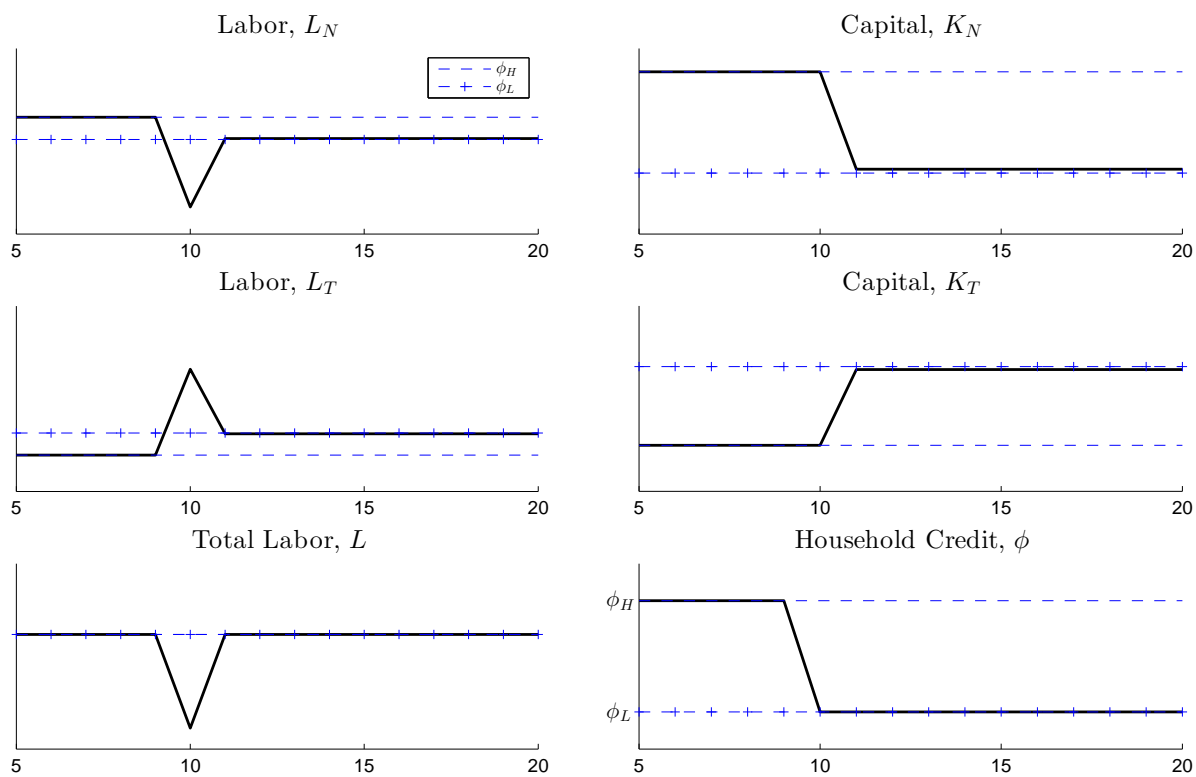 Labor, L_N
Capital, K_N
ϕ_H
ϕ_L
5 10 15 20
5 10 15 20
Labor, L_T
Capital, K_T
5 10 15 20
5 10 15 20
Total Labor, L
Household Credit, ϕ
ϕ_H
ϕ_L
5 10 15 20
5 10 15 20